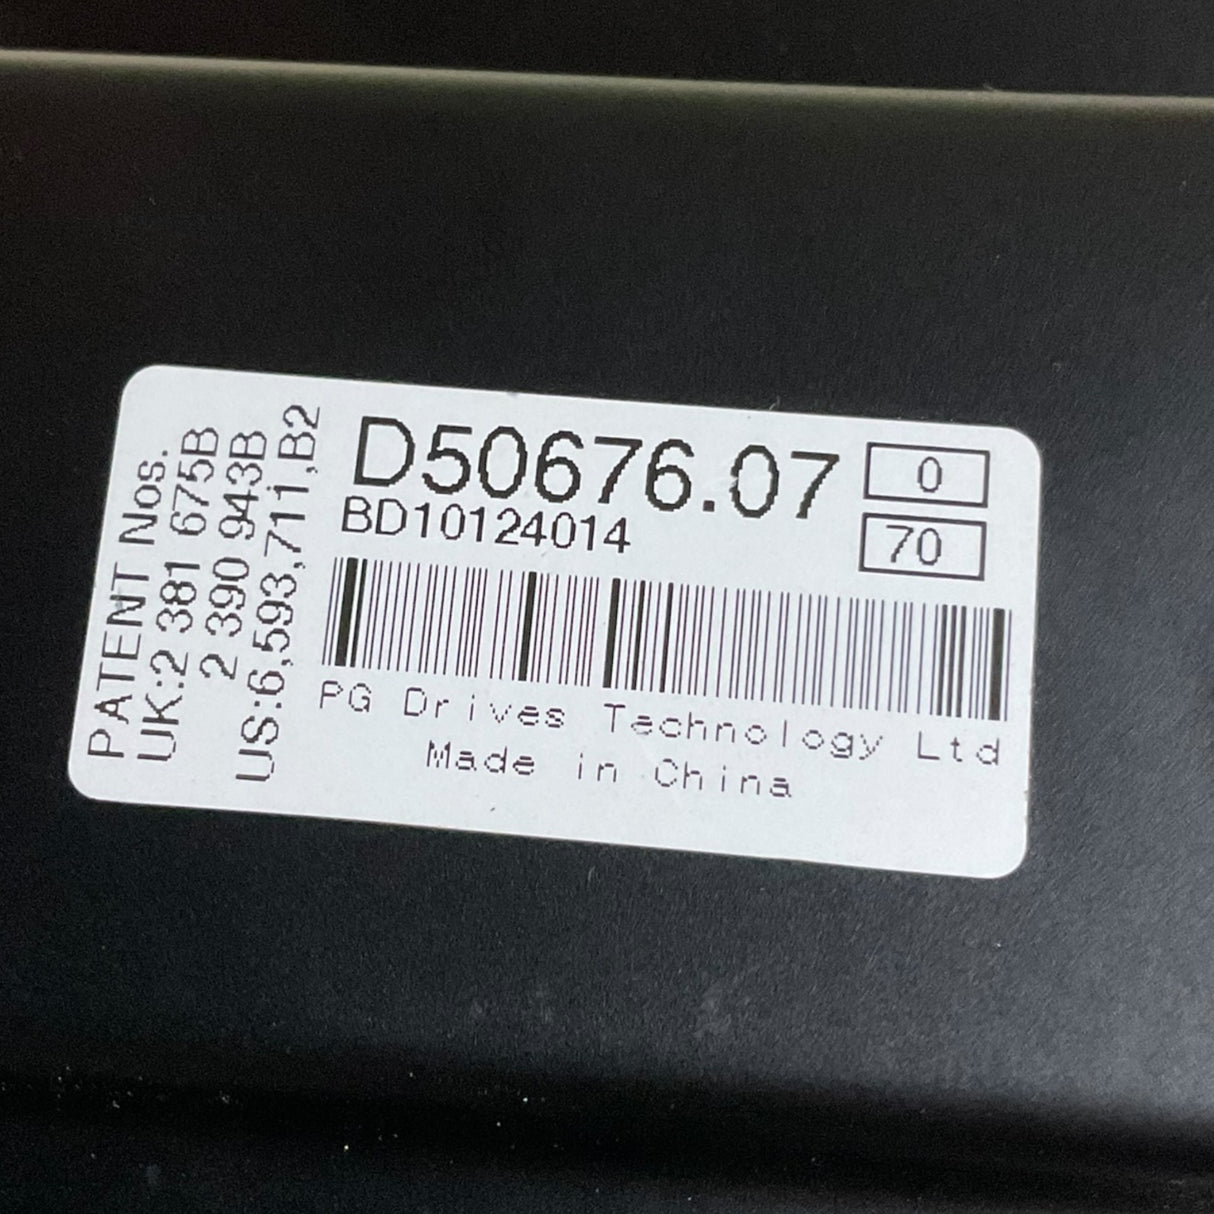 PATENT Nos.
UK:2 381 675B
2 390 943B
US:6,593,711,B2
D50676.07
0
BD10124014
70
PG Drives Technology Ltd
Made in China